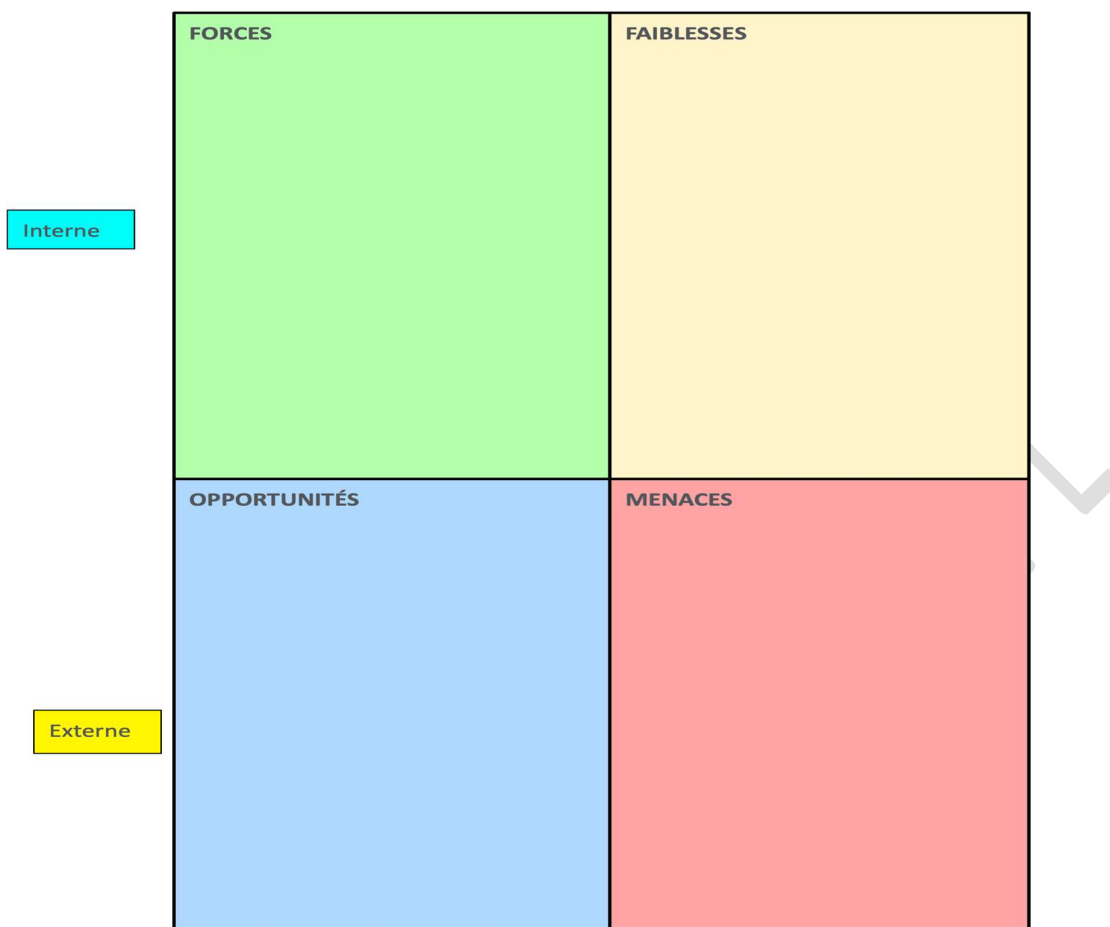 FORCES
FAIBLESSES
Interne
OPPORTUNITÉS
MENACES
Externe